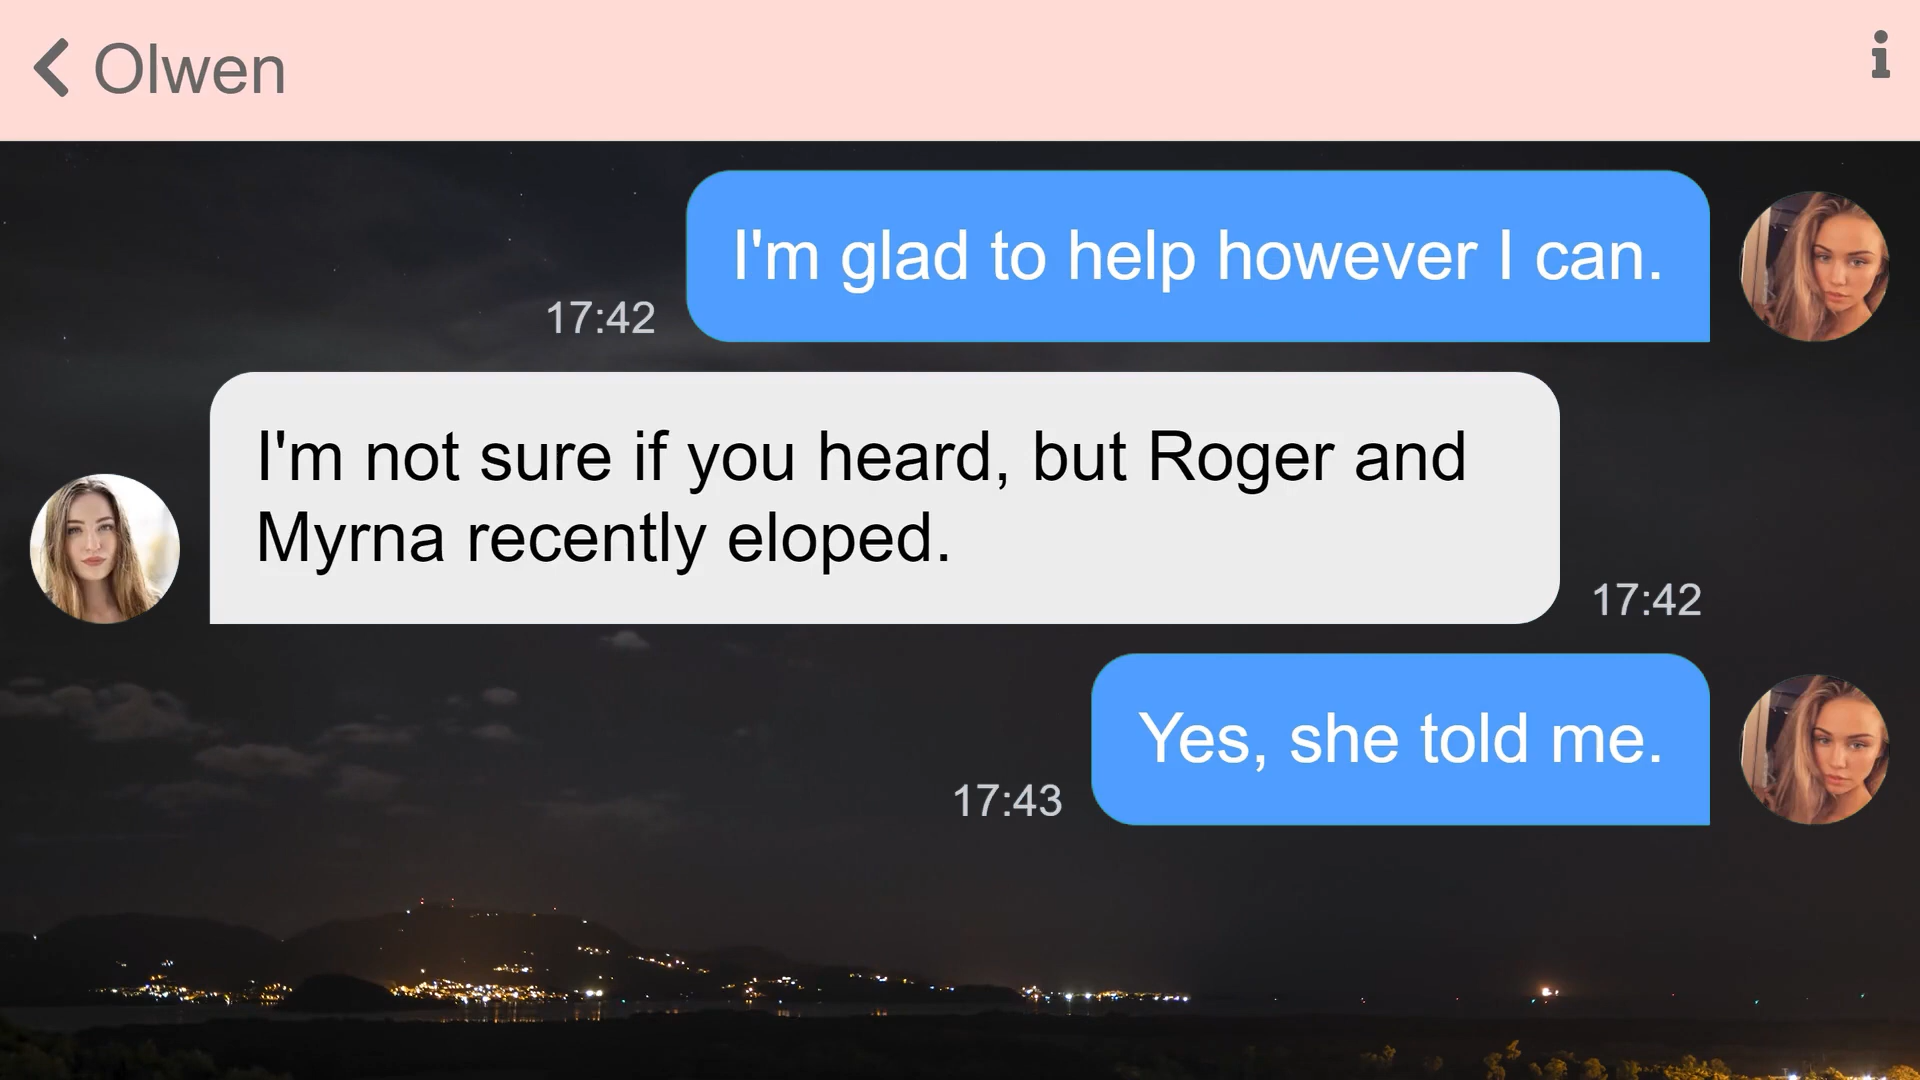 Olwen
I'm glad to help however I can.
17:42
I'm not sure if you heard, but Roger and
Myrna recently eloped.
17:42
Yes, she told me.
17:43